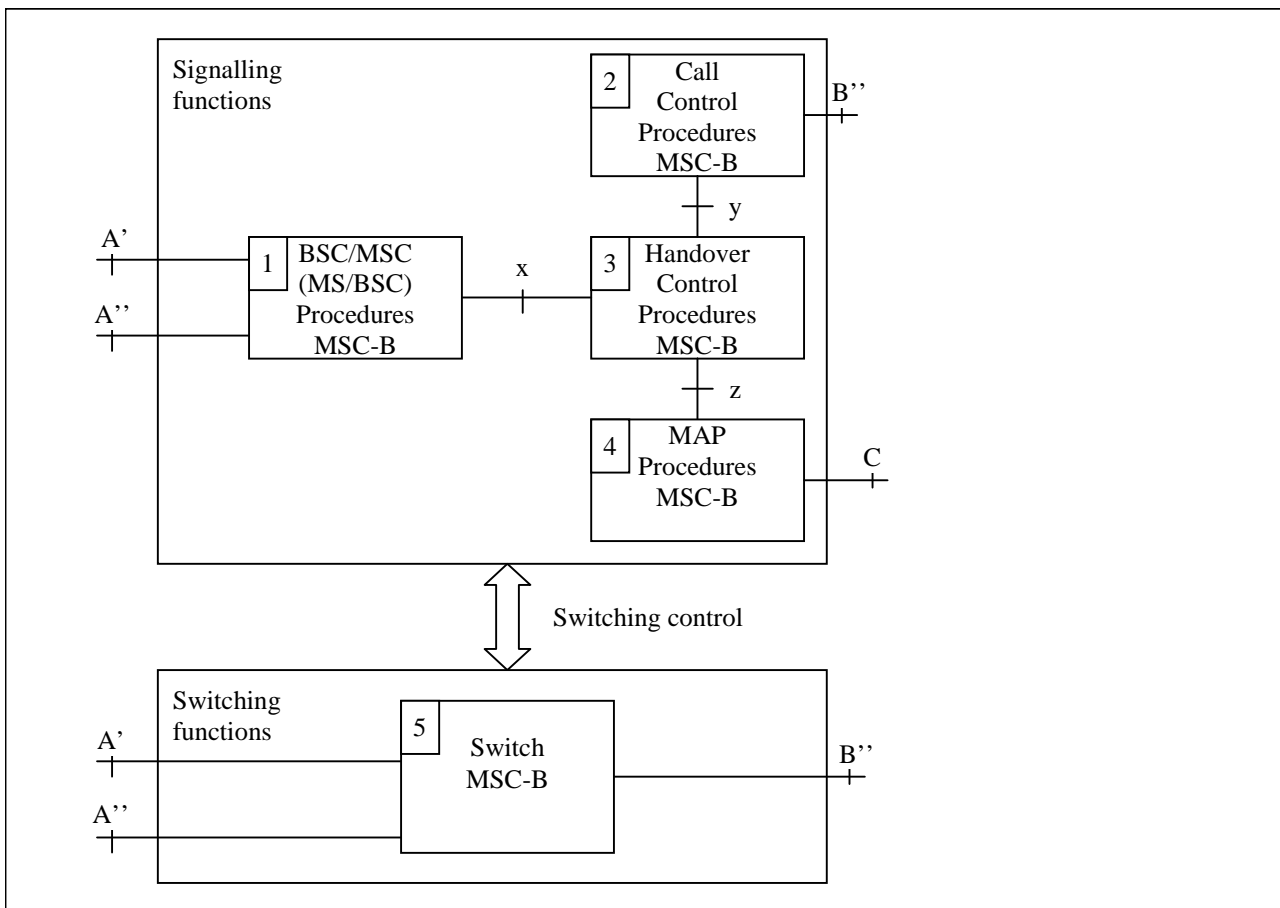 Signalling
functions
2
Call
Control
Procedures
MSC-B
B’’
y
A’
A’’
1
BSC/MSC
(MS/BSC)
Procedures
MSC-B
x
3
Handover
Control
Procedures
MSC-B
z
4
MAP
Procedures
MSC-B
C
Switching control
Switching
functions
A’
A’’
5
Switch
MSC-B
B’’